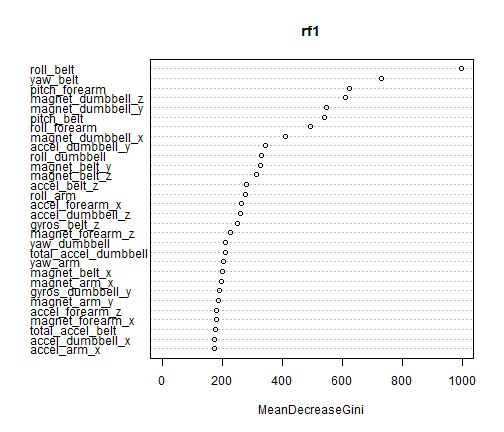 rf1
roll_belt
yaw_belt
pitch_forearm
magnet_dumbbell_z
magnet_dumbbell_y
pitch_belt
roll_forearm
magnet_dumbbell_x
accel_dumbbell_y
roll_dumbbell
magnet_belt_y
magnet_belt_z
accel_belt_z
roll_arm
accel_forearm_x
accel_dumbbell_z
gyros_belt_z
magnet_forearm_z
yaw_dumbbell
total_accel_dumbbell
yaw_arm
magnet_belt_x
magnet_arm_x
gyros_dumbbell_y
magnet_arm_y
accel_forearm_z
magnet_forearm_x
total_accel_belt
accel_dumbbell_x
accel_arm_x
0 200 400 600 800 1000
MeanDecreaseGini